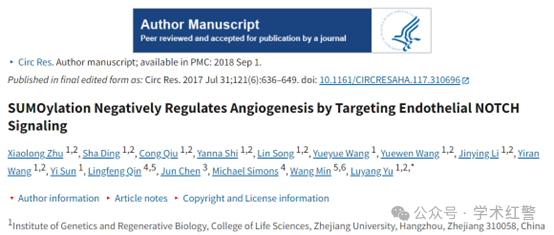 Author Manuscript
Peer reviewed and accepted for publication by a journal
• Circ Res. Author manuscript; available in PMC: 2018 Sep 1.
Published in final edited form as: Circ Res. 2017 Jul 31;121(6):636–649. doi: 10.1161/CIRCRESAHA.117.310696
SUMOylation Negatively Regulates Angiogenesis by Targeting Endothelial NOTCH
Signaling
Xiaolong Zhu 1,2, Sha Ding 1,2, Cong Qiu 1,2, Yanna Shi 1,2, Lin Song 1,2, Yueyue Wang 1, Yuewen Wang 1,2, Jinying Li 1,2, Yiran
Wang 1,2, Yi Sun 1, Lingfeng Qin 4,5, Jun Chen 3, Michael Simons 4, Wang Min 5,6, Luyang Yu 1,2,*
Author information Article notes Copyright and License information
1Institute of Genetics and Regenerative Biology, College of Life Sciences, Zhejiang University, Hangzhou, Zhejiang 310058, China
公众号 · 学术红警